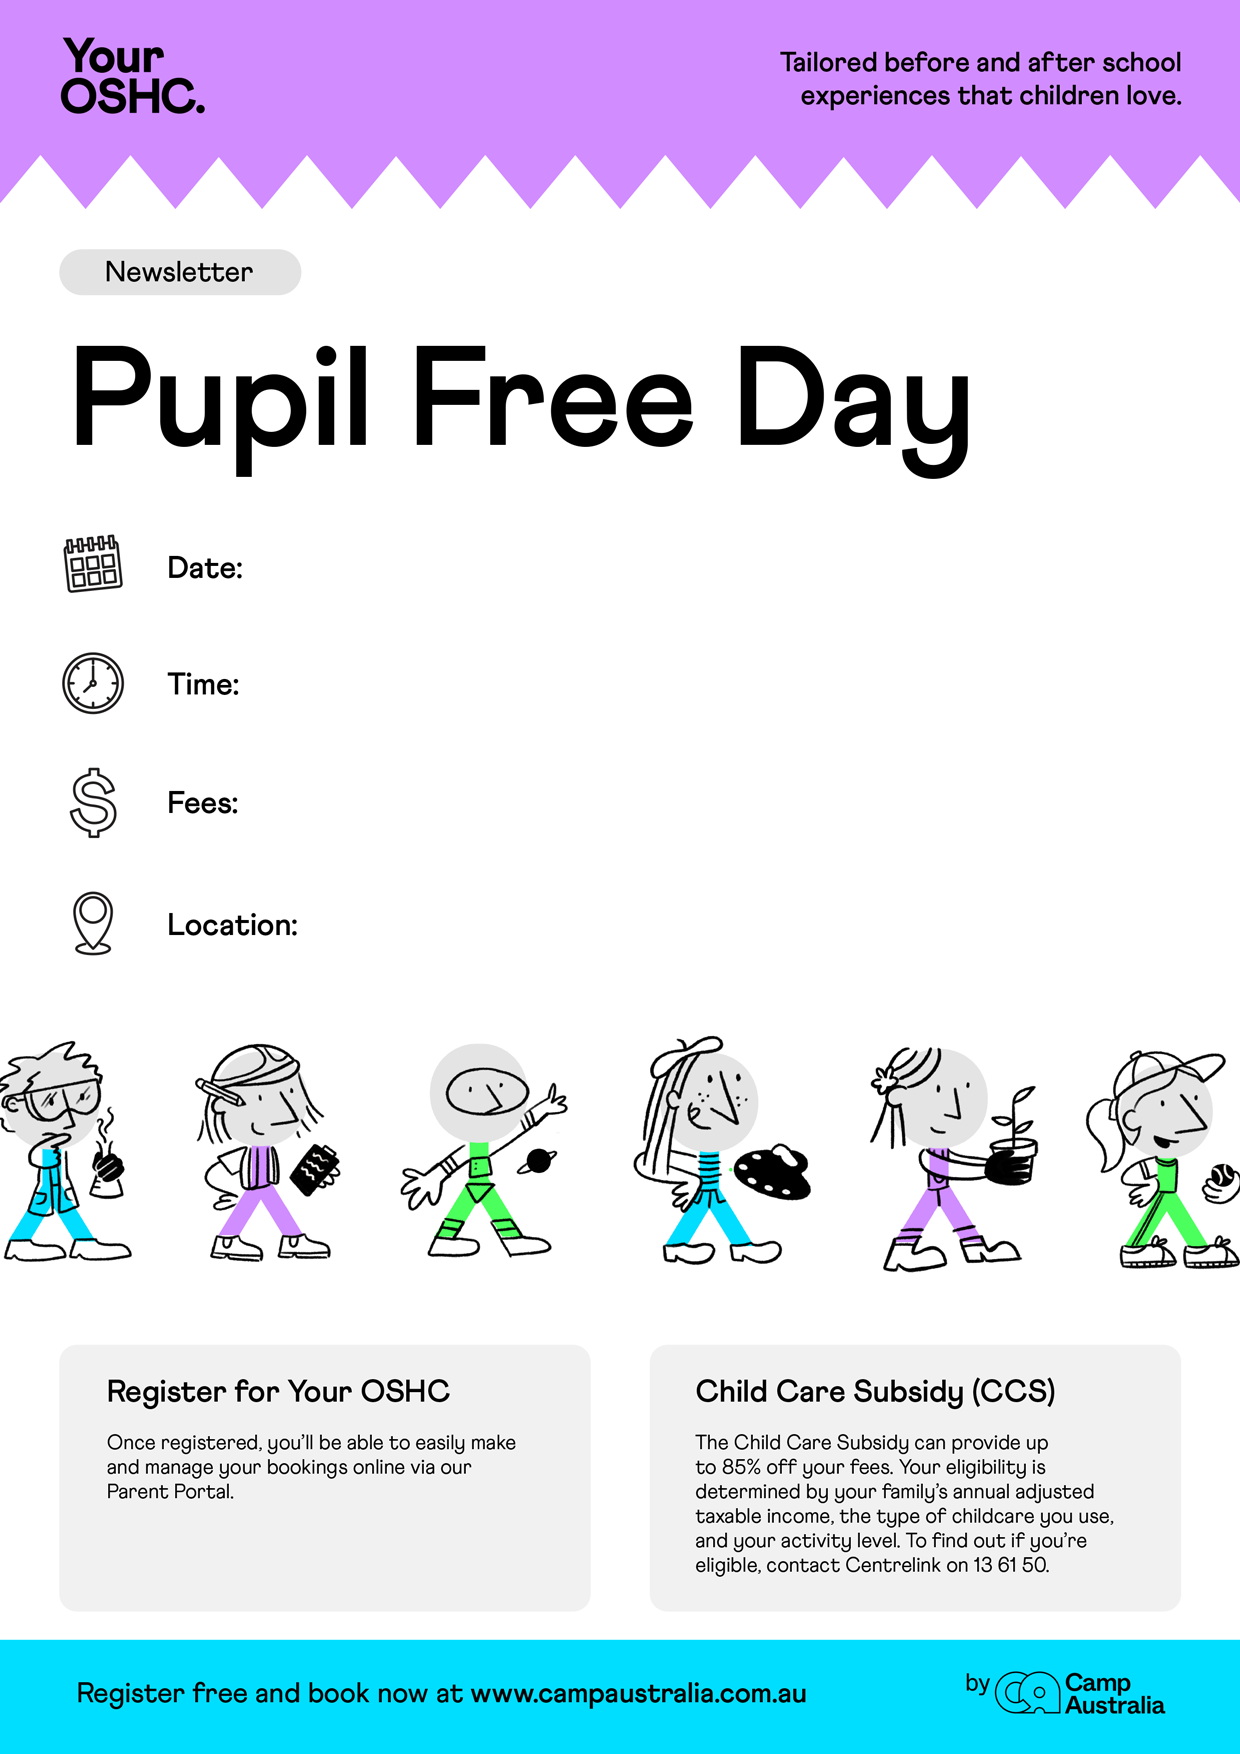 Your
OSHC.
Tailored before and after school
experiences that children love.
Newsletter
Pupil Free Day
Date:
Time:
Fees:
Location:
Register for Your OSHC
Once registered, you'll be able to easily make
and manage your bookings online via our
Parent Portal.
Child Care Subsidy (CCS)
The Child Care Subsidy can provide up
to 85% off your fees. Your eligibility is
determined by your family's annual adjusted
taxable income, the type of childcare you use,
and your activity level. To find out if you're
eligible, contact Centrelink on 13 61 50.
Register free and book now at www.campaustralia.com.au
by Camp
Australia